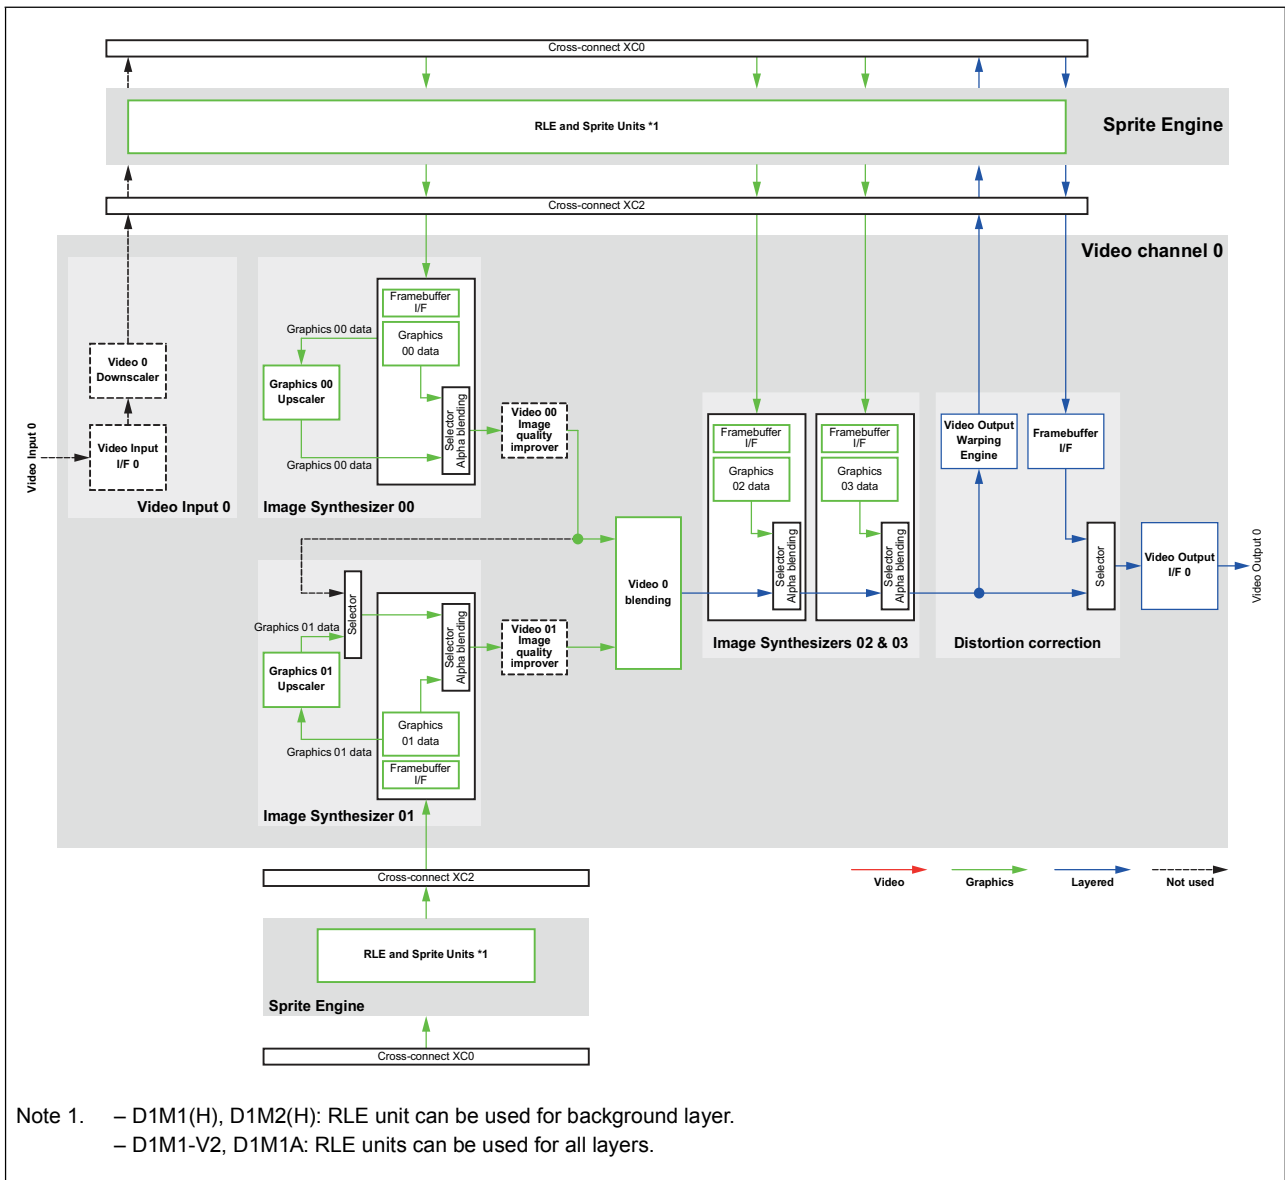 Cross-connect XC0
RLE and Sprite Units *1
Sprite Engine
Cross-connect XC2
Video channel 0
Video Input 0
Video 0
Downscaler
Video Input
I/F 0
Video Input 0
Graphics 00 data
Graphics 00
Upscaler
Graphics 00 data
Framebuffer
I/F
Graphics
00 data
Selector
Alpha blending
Image Synthesizer 00
Video 00
Image
quality
improver
Selector
Graphics 01 data
Graphics 01
Upscaler
Graphics 01 data
Selector
Alpha blending
Graphics
01 data
Framebuffer
I/F
Image Synthesizer 01
Video 01
Image
quality
improver
Video 0
blending
Framebuffer
I/F
Graphics
02 data
Selector
Alpha blending
Framebuffer
I/F
Graphics
03 data
Selector
Alpha blending
Image Synthesizers 02 & 03
Video Output
Warping
Engine
Framebuffer
I/F
Selector
Distortion correction
Video Output
I/F 0
Video Output 0
Cross-connect XC2
RLE and Sprite Units *1
Sprite Engine
Cross-connect XC0
Video
Graphics
Layered
Not used
Note 1. – D1M1(H), D1M2(H): RLE unit can be used for background layer.
– D1M1-V2, D1M1A: RLE units can be used for all layers.